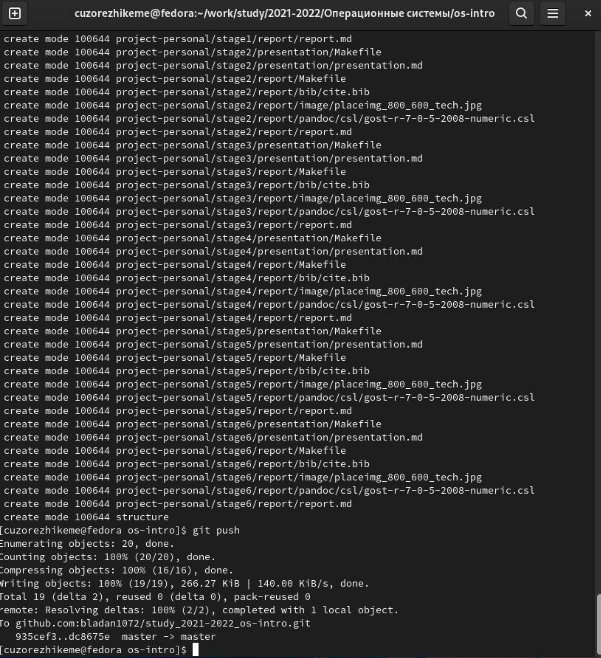 cuzorezhikeme@fedora:~/work/study/2021-2022/Операционные системы/os-intro
create mode 100644 project-personal/stage1/report/report.md
create mode 100644 project-personal/stage2/presentation/Makefile
create mode 100644 project-personal/stage2/presentation/presentation.md
create mode 100644 project-personal/stage2/report/Makefile
create mode 100644 project-personal/stage2/report/bib/cite.bib
create mode 100644 project-personal/stage2/report/image/placeimg_800_600_tech.jpg
create mode 100644 project-personal/stage2/report/pandoc/csl/gost-r-7-0-5-2008-numeric.csl
create mode 100644 project-personal/stage2/report/report.md
create mode 100644 project-personal/stage3/presentation/Makefile
create mode 100644 project-personal/stage3/presentation/presentation.md
create mode 100644 project-personal/stage3/report/Makefile
create mode 100644 project-personal/stage3/report/bib/cite.bib
create mode 100644 project-personal/stage3/report/image/placeimg_800_600_tech.jpg
create mode 100644 project-personal/stage3/report/pandoc/csl/gost-r-7-0-5-2008-numeric.csl
create mode 100644 project-personal/stage3/report/report.md
create mode 100644 project-personal/stage4/presentation/Makefile
create mode 100644 project-personal/stage4/presentation/presentation.md
create mode 100644 project-personal/stage4/report/Makefile
create mode 100644 project-personal/stage4/report/bib/cite.bib
create mode 100644 project-personal/stage4/report/image/placeimg_800_600_tech.jpg
create mode 100644 project-personal/stage4/report/pandoc/csl/gost-r-7-0-5-2008-numeric.csl
create mode 100644 project-personal/stage4/report/report.md
create mode 100644 project-personal/stage5/presentation/Makefile
create mode 100644 project-personal/stage5/presentation/presentation.md
create mode 100644 project-personal/stage5/report/Makefile
create mode 100644 project-personal/stage5/report/bib/cite.bib
create mode 100644 project-personal/stage5/report/image/placeimg_800_600_tech.jpg
create mode 100644 project-personal/stage5/report/pandoc/csl/gost-r-7-0-5-2008-numeric.csl
create mode 100644 project-personal/stage5/report/report.md
create mode 100644 project-personal/stage6/presentation/Makefile
create mode 100644 project-personal/stage6/presentation/presentation.md
create mode 100644 project-personal/stage6/report/Makefile
create mode 100644 project-personal/stage6/report/bib/cite.bib
create mode 100644 project-personal/stage6/report/image/placeimg_800_600_tech.jpg
create mode 100644 project-personal/stage6/report/pandoc/csl/gost-r-7-0-5-2008-numeric.csl
create mode 100644 project-personal/stage6/report/report.md
create mode 100644 structure
[cuzorezhikeme@fedora os-intro]$ git push
Enumerating objects: 20, done.
Counting objects: 100% (20/20), done.
Compressing objects: 100% (16/16), done.
Writing objects: 100% (19/19), 266.27 KiB | 140.00 KiB/s, done.
Total 19 (delta 2), reused 0 (delta 0), pack-reused 0
remote: Resolving deltas: 100% (2/2), completed with 1 local object.
To github.com:bladan1072/study_2021-2022_os-intro.git
935cef3..dc8675e master -> master
[cuzorezhikeme@fedora os-intro]$